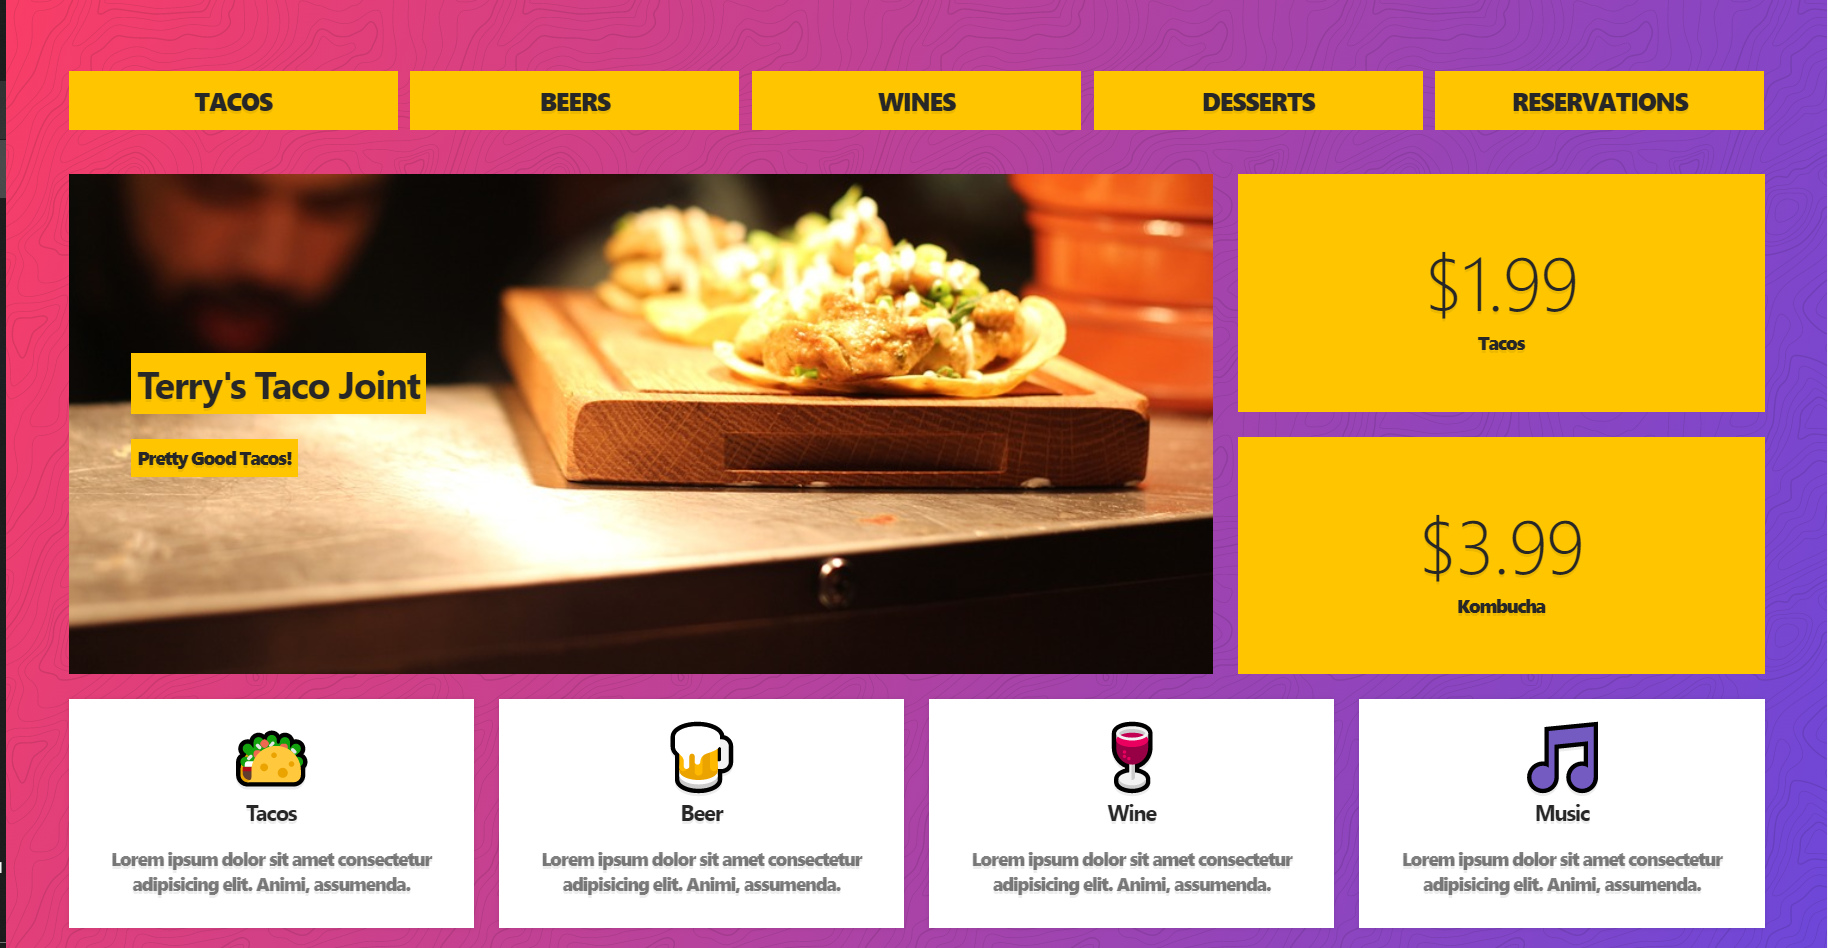 TACOS
BEERS
WINES
DESSERTS
RESERVATIONS
Terry's Taco Joint
Pretty Good Tacos!
$1.99
Tacos
$3.99
Kombucha
Tacos
Lorem ipsum dolor sit amet consectetur
adipisicing elit. Animi, assumenda.
Beer
Lorem ipsum dolor sit amet consectetur
adipisicing elit. Animi, assumenda.
Wine
Lorem ipsum dolor sit amet consectetur
adipisicing elit. Animi, assumenda.
Music
Lorem ipsum dolor sit amet consectetur
adipisicing elit. Animi, assumenda.